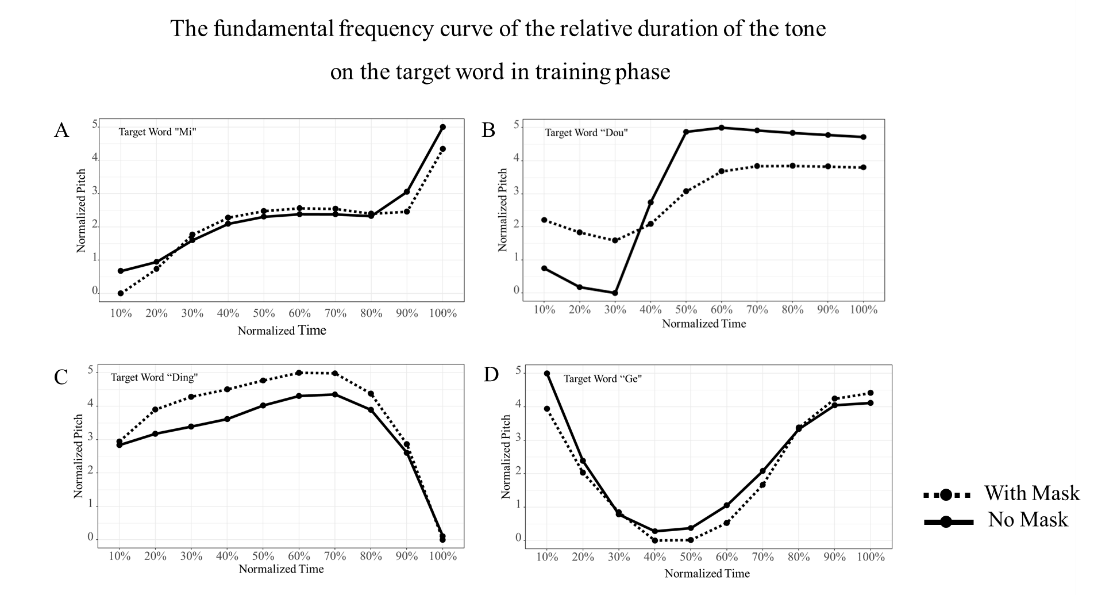 The fundamental frequency curve of the relative duration of the tone
on the target word in training phase
A
Target Word "Mi"
Normalized Pitch
5
4
3
2
1
0
10% 20% 30% 40% 50% 60% 70% 80% 90% 100%
Normalized Time
B
Target Word “Dou"
Normalized Pitch
5
4
3
2
1
0
10% 20% 30% 40% 50% 60% 70% 80% 90% 100%
Normalized Time
C
Target Word “Ding"
Normalized Pitch
5
4
3
2
1
0
10% 20% 30% 40% 50% 60% 70% 80% 90% 100%
Normalized Time
D
Target Word “Ge"
Normalized Pitch
5
4
3
2
1
0
10% 20% 30% 40% 50% 60% 70% 80% 90% 100%
Normalized Time
With Mask
No Mask